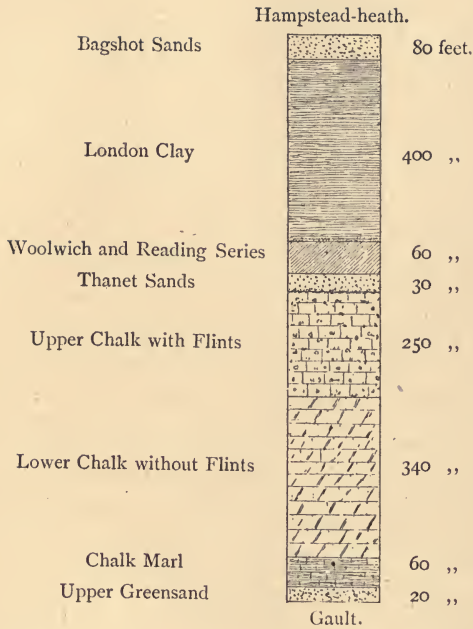 Hampstead-heath.
Bagshot Sands 80 feet.
London Clay 400 ,,
Woolwich and Reading Series 60 ,,
Thanet Sands 30 ,,
Upper Chalk with Flints 250 ,,
Lower Chalk without Flints 340 ,,
Chalk Marl 60 ,,
Upper Greensand 20 ,,
Gault.